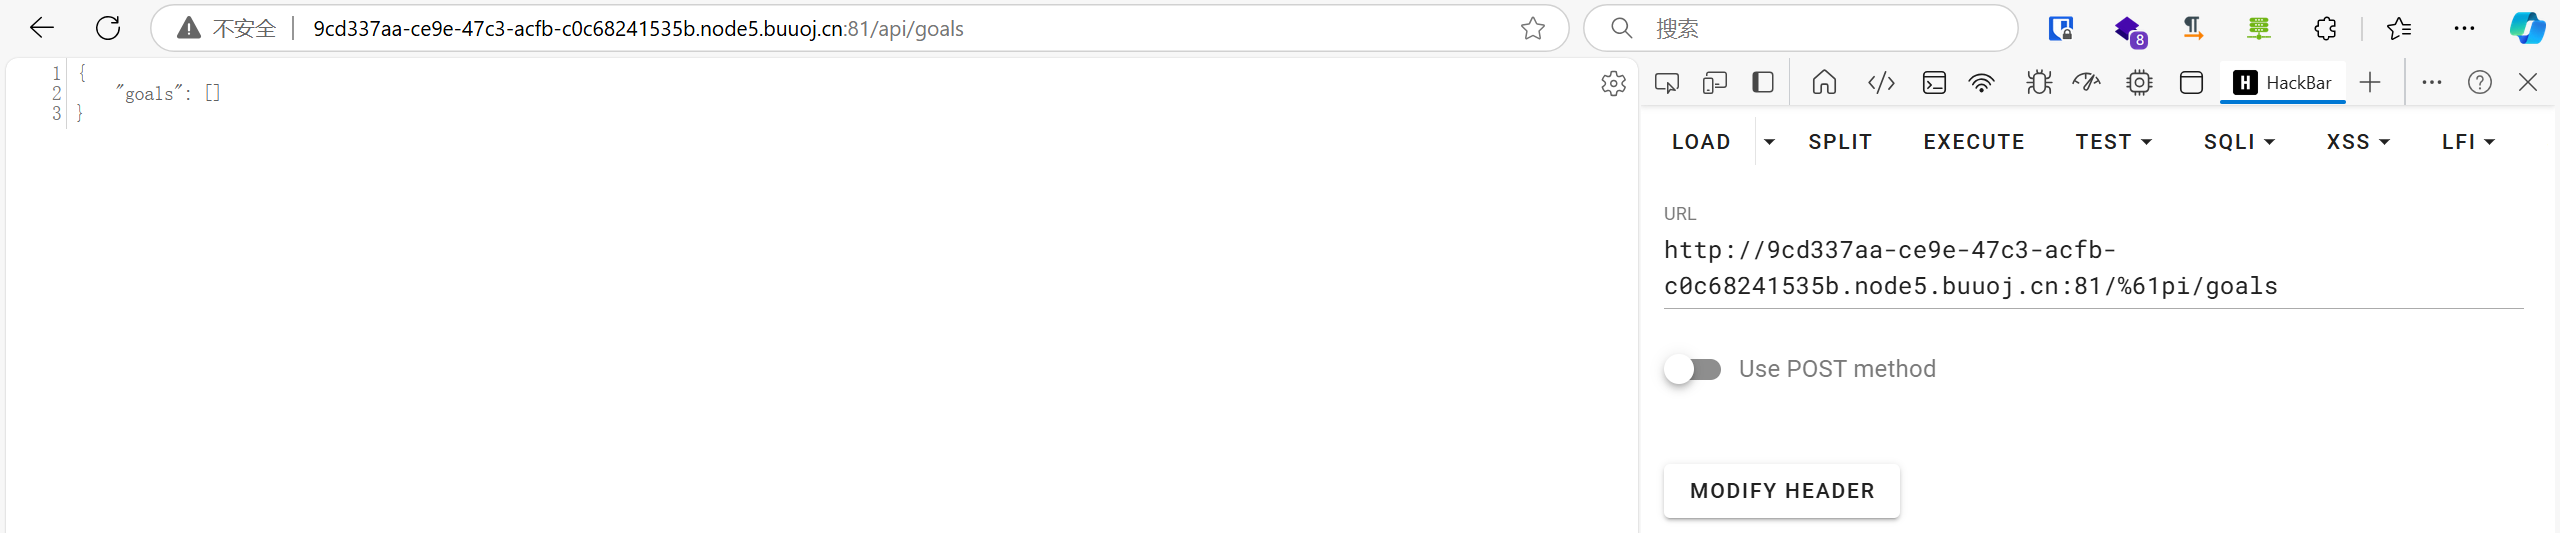 不安全 9cd337aa-ce9e-47c3-acfb-c0c68241535b.node5.buuoj.cn:81/api/goals 搜索 8
1 {
2 "goals": []
3 }
H HackBar
LOAD SPLIT EXECUTE TEST SQLI XSS LFI
URL
http://9cd337aa-ce9e-47c3-acfb-
c0c68241535b.node5.buuoj.cn:81/%61pi/goals
Use POST method
MODIFY HEADER